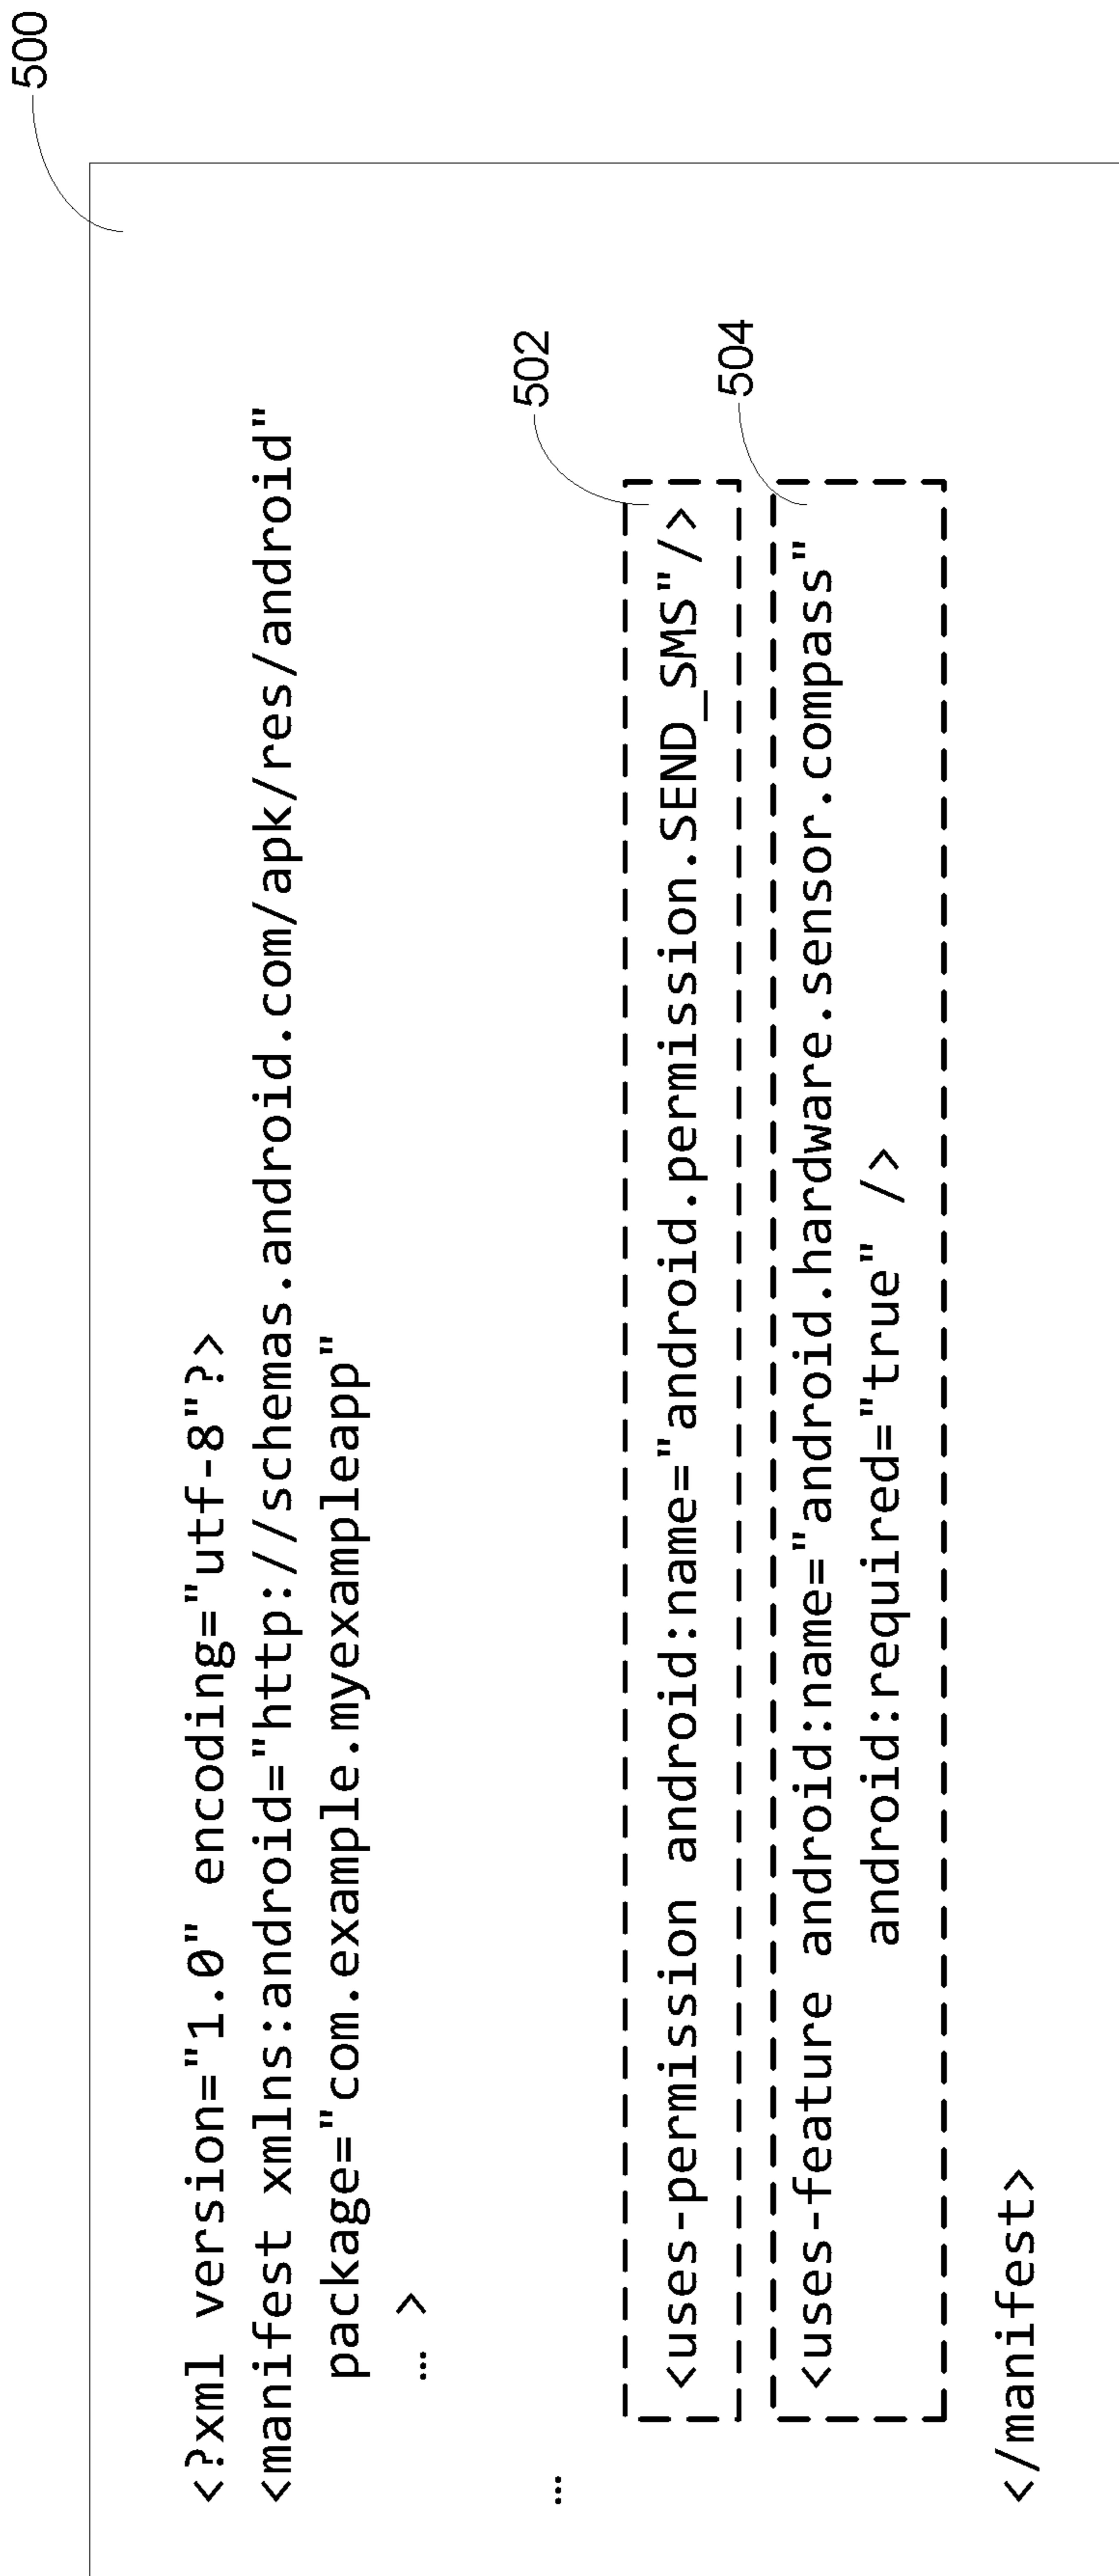 500
<?xml version="1.0" encoding="utf-8"?>
<manifest xmlns:android="http://schemas.android.com/apk/res/android"
package="com.example.myexampleapp"
... >
...
502
<uses-permission android:name="android.permission.SEND_SMS"/>
504
<uses-feature android:name="android.hardware.sensor.compass"
android:required="true" />
</manifest>